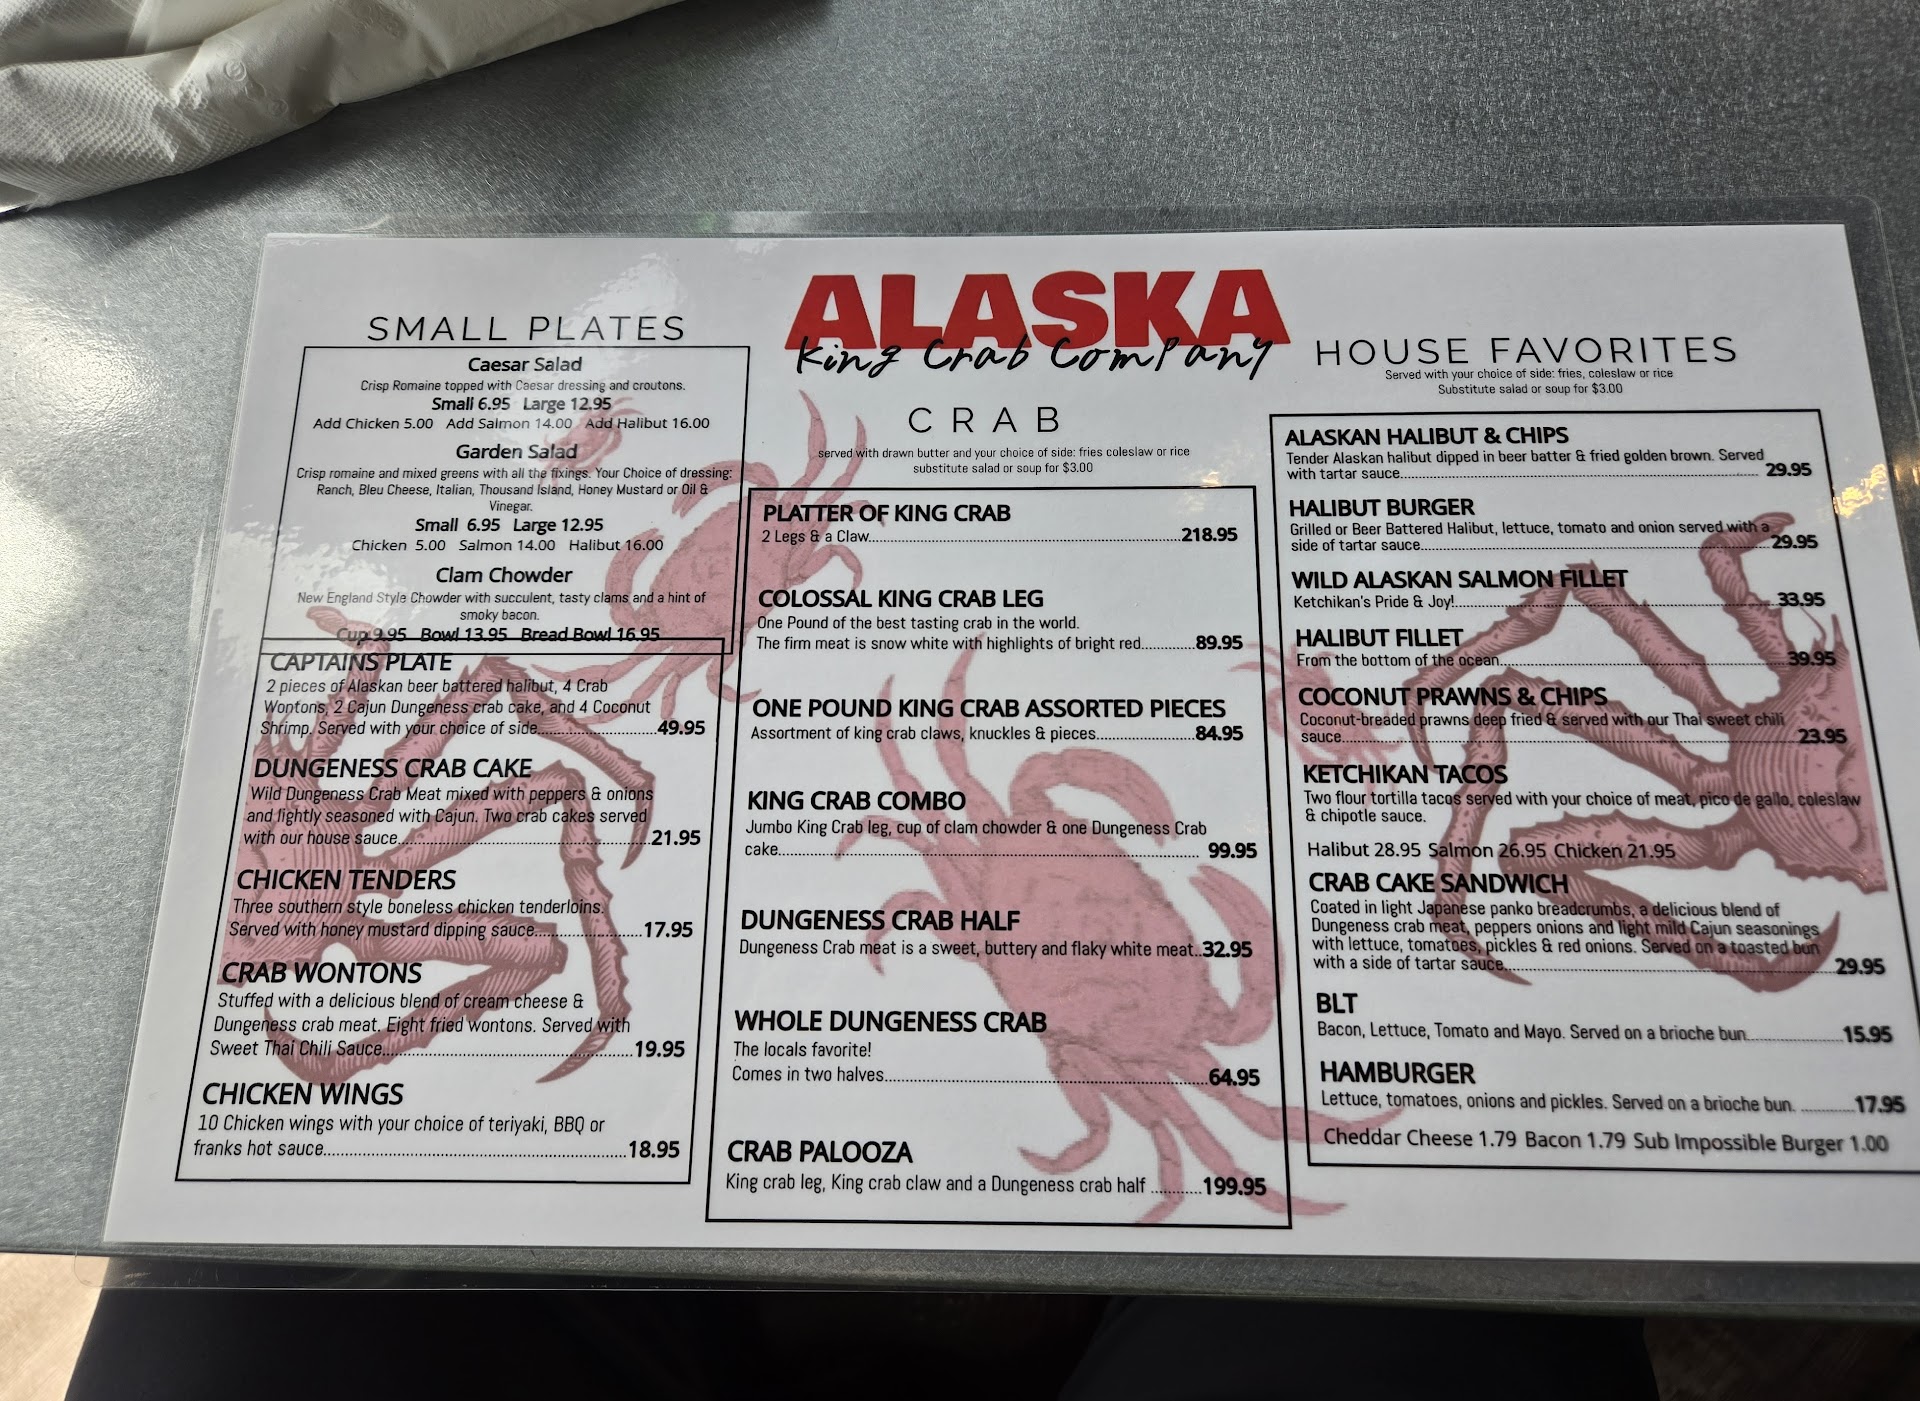 ALASKA
King Crab Company
SMALL PLATES
Caesar Salad
Crisp Romaine topped with Caesar dressing and croutons.
Small 6.95 Large 12.95
Add Chicken 5.00 Add Salmon 14.00 Add Halibut 16.00
Garden Salad
Crisp romaine and mixed greens with all the fixings. Your Choice of dressing:
Ranch, Bleu Cheese, Italian, Thousand Island, Honey Mustard or Oil &
Vinegar.
Small 6.95 Large 12.95
Chicken 5.00 Salmon 14.00 Halibut 16.00
Clam Chowder
New England Style Chowder with succulent, tasty clams and a hint of
smoky bacon.
Cup 9.95 Bowl 13.95 Bread Bowl 16.95
CAPTAINS PLATE
2 pieces of Alaskan beer battered halibut, 4 Crab
Wontons, 2 Cajun Dungeness crab cake, and 4 Coconut
Shrimp. Served with your choice of side....49.95
DUNGENESS CRAB CAKE
Wild Dungeness Crab Meat mixed with peppers & onions
and lightly seasoned with Cajun. Two crab cakes served
with our house sauce....21.95
CHICKEN TENDERS
Three southern style boneless chicken tenderloins.
Served with honey mustard dipping sauce....17.95
CRAB WONTONS
Stuffed with a delicious blend of cream cheese &
Dungeness crab meat. Eight fried wontons. Served with
Sweet Thai Chili Sauce....19.95
CHICKEN WINGS
10 Chicken wings with your choice of teriyaki, BBQ or
franks hot sauce....18.95
CRAB
served with drawn butter and your choice of side: fries coleslaw or rice
substitute salad or soup for $3.00
PLATTER OF KING CRAB
2 Legs & a Claw....218.95
COLOSSAL KING CRAB LEG
One Pound of the best tasting crab in the world.
The firm meat is snow white with highlights of bright red....89.95
ONE POUND KING CRAB ASSORTED PIECES
Assortment of king crab claws, knuckles & pieces....84.95
KING CRAB COMBO
Jumbo King Crab leg, cup of clam chowder & one Dungeness Crab
cake....99.95
DUNGENESS CRAB HALF
Dungeness Crab meat is a sweet, buttery and flaky white meat..32.95
WHOLE DUNGENESS CRAB
The locals favorite!
Comes in two halves....64.95
CRAB PALOOZA
King crab leg, King crab claw and a Dungeness crab half ....199.95
HOUSE FAVORITES
Served with your choice of side: fries, coleslaw or rice
Substitute salad or soup for $3.00
ALASKAN HALIBUT & CHIPS
Tender Alaskan halibut dipped in beer batter & fried golden brown. Served
with tartar sauce....29.95
HALIBUT BURGER
Grilled or Beer Battered Halibut, lettuce, tomato and onion served with a
side of tartar sauce....29.95
WILD ALASKAN SALMON FILLET
Ketchikan's Pride & Joy!....33.95
HALIBUT FILLET
From the bottom of the ocean....39.95
COCONUT PRAWNS & CHIPS
Coconut-breaded prawns deep fried & served with our Thai sweet chili
sauce....23.95
KETCHIKAN TACOS
Two flour tortilla tacos served with your choice of meat, pico de gallo, coleslaw
& chipotle sauce.
Halibut 28.95 Salmon 26.95 Chicken 21.95
CRAB CAKE SANDWICH
Coated in light Japanese panko breadcrumbs, a delicious blend of
Dungeness crab meat, peppers onions and light mild Cajun seasonings
with lettuce, tomatoes, pickles & red onions. Served on a toasted bun
with a side of tartar sauce....29.95
BLT
Bacon, Lettuce, Tomato and Mayo. Served on a brioche bun....15.95
HAMBURGER
Lettuce, tomatoes, onions and pickles. Served on a brioche bun. ....17.95
Cheddar Cheese 1.79 Bacon 1.79 Sub Impossible Burger 1.00